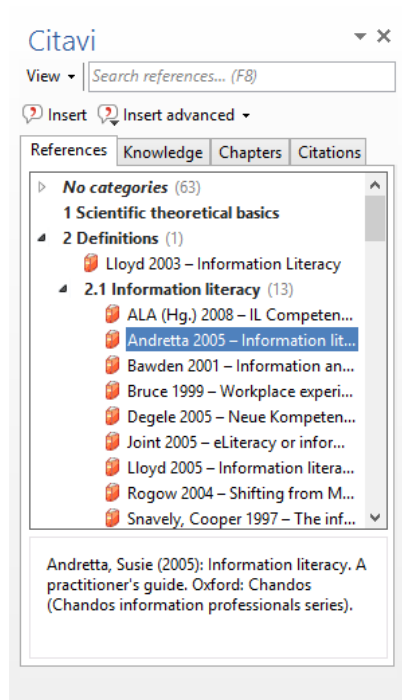 Citavi
View Search references... (F8)
Insert Insert advanced
References Knowledge Chapters Citations
No categories (63)
1 Scientific theoretical basics
2 Definitions (1)
Lloyd 2003 – Information Literacy
2.1 Information literacy (13)
ALA (Hg.) 2008 – IL Competen...
Andretta 2005 – Information lit...
Bawden 2001 – Information an...
Bruce 1999 – Workplace experi...
Degele 2005 – Neue Kompeten...
Joint 2005 – eLiteracy or infor...
Lloyd 2005 – Information litera...
Rogow 2004 – Shifting from M...
Snavely, Cooper 1997 – The inf...
Andretta, Susie (2005): Information literacy. A
practitioner's guide. Oxford: Chandos
(Chandos information professionals series).